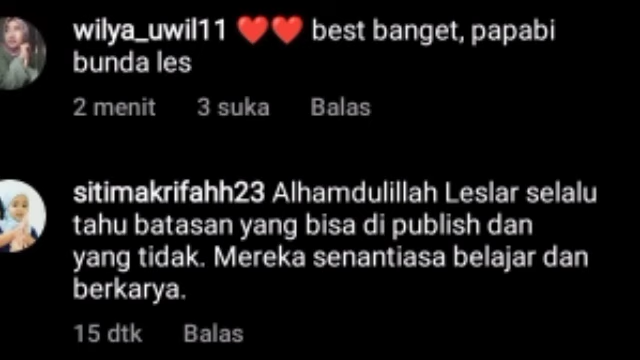 wilya_uwil11 ❤️❤️ best banget, papabi
bunda les
2 menit 3 suka Balas
sitimakrifahh23 Alhamdulillah Leslar selalu
tahu batasan yang bisa di publish dan
yang tidak. Mereka senantiasa belajar dan
berkarya.
15 dtk Balas